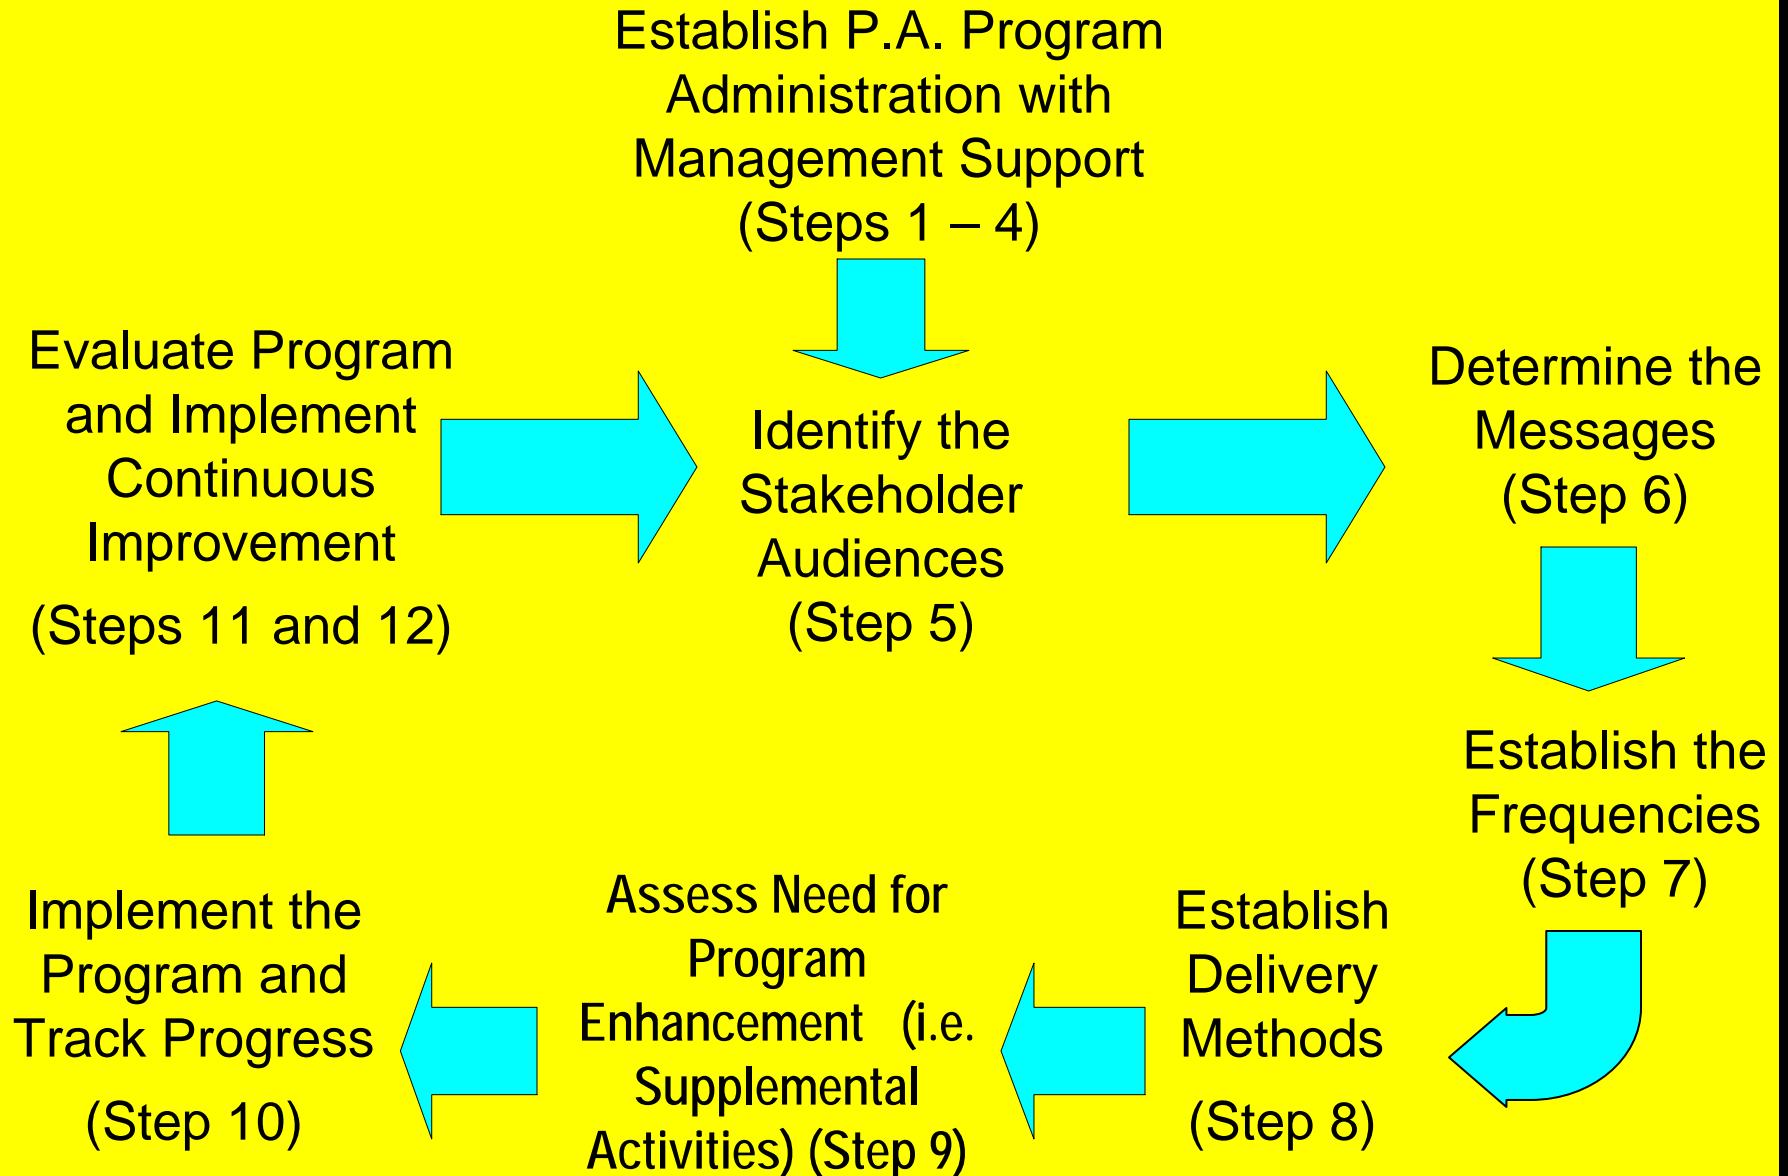 Establish P.A. Program
Administration with
Management Support
(Steps 1 – 4)
Evaluate Program
and Implement
Continuous
Improvement
(Steps 11 and 12)
Identify the
Stakeholder
Audiences
(Step 5)
Determine the
Messages
(Step 6)
Establish the
Frequencies
(Step 7)
Establish
Delivery
Methods
(Step 8)
Assess Need for
Program
Enhancement (i.e.
Supplemental
Activities) (Step 9)
Implement the
Program and
Track Progress
(Step 10)